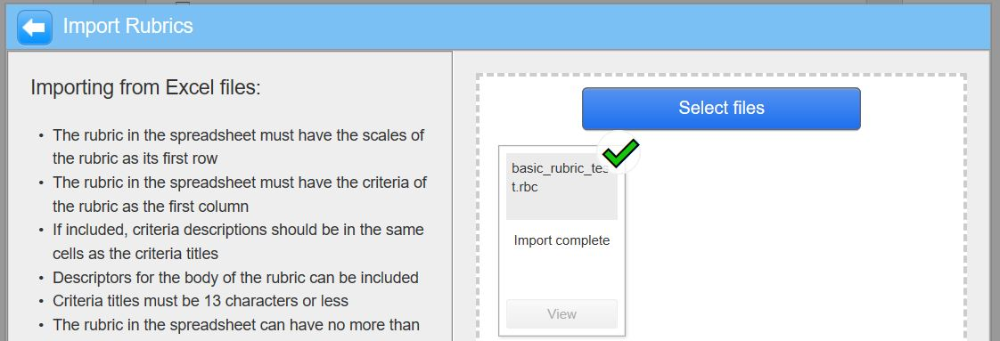 Import Rubrics
Importing from Excel files:
• The rubric in the spreadsheet must have the scales of
the rubric as its first row
• The rubric in the spreadsheet must have the criteria of
the rubric as the first column
• If included, criteria descriptions should be in the same
cells as the criteria titles
• Descriptors for the body of the rubric can be included
• Criteria titles must be 13 characters or less
• The rubric in the spreadsheet can have no more than
Select files
basic_rubric_tes
t.rbc
Import complete
View